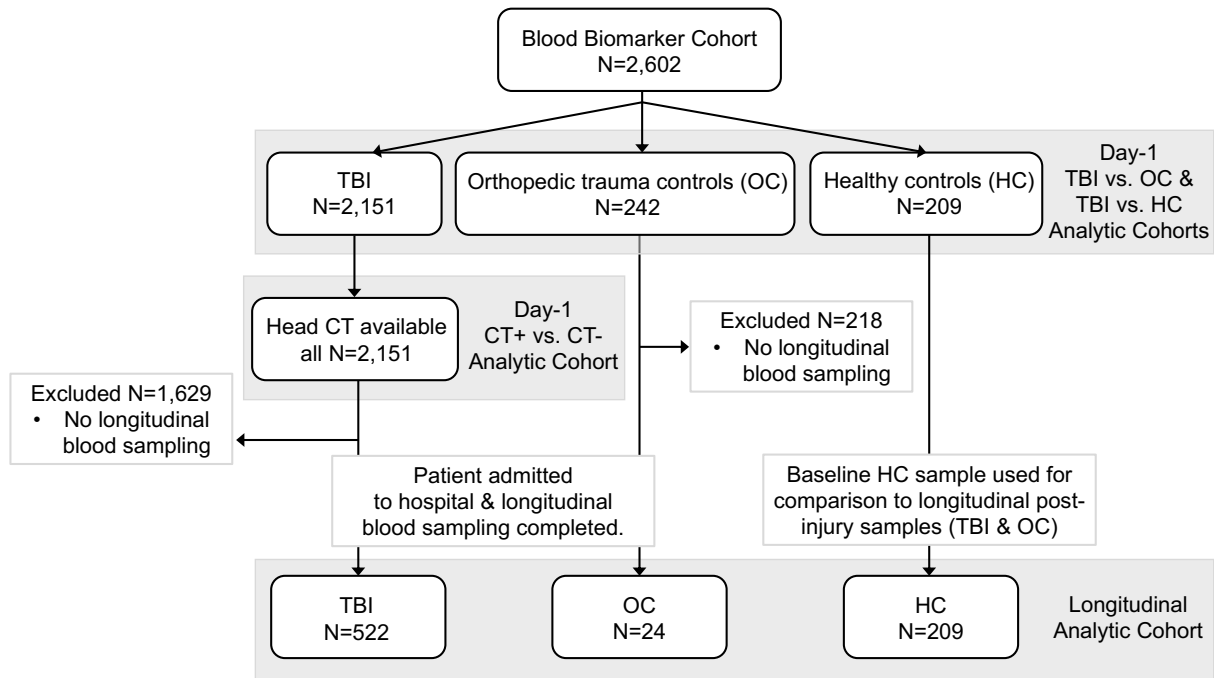 Blood Biomarker Cohort
N=2,602
TBI
N=2,151
Orthopedic trauma controls (OC)
N=242
Healthy controls (HC)
N=209
Day-1
TBI vs. OC &
TBI vs. HC
Analytic Cohorts
Head CT available
all N=2,151
Day-1
CT+ vs. CT-
Analytic Cohort
Excluded N=218
• No longitudinal
blood sampling
Excluded N=1,629
• No longitudinal
blood sampling
Patient admitted
to hospital & longitudinal
blood sampling completed.
Baseline HC sample used for
comparison to longitudinal post-
injury samples (TBI & OC)
TBI
N=522
OC
N=24
HC
N=209
Longitudinal
Analytic Cohort